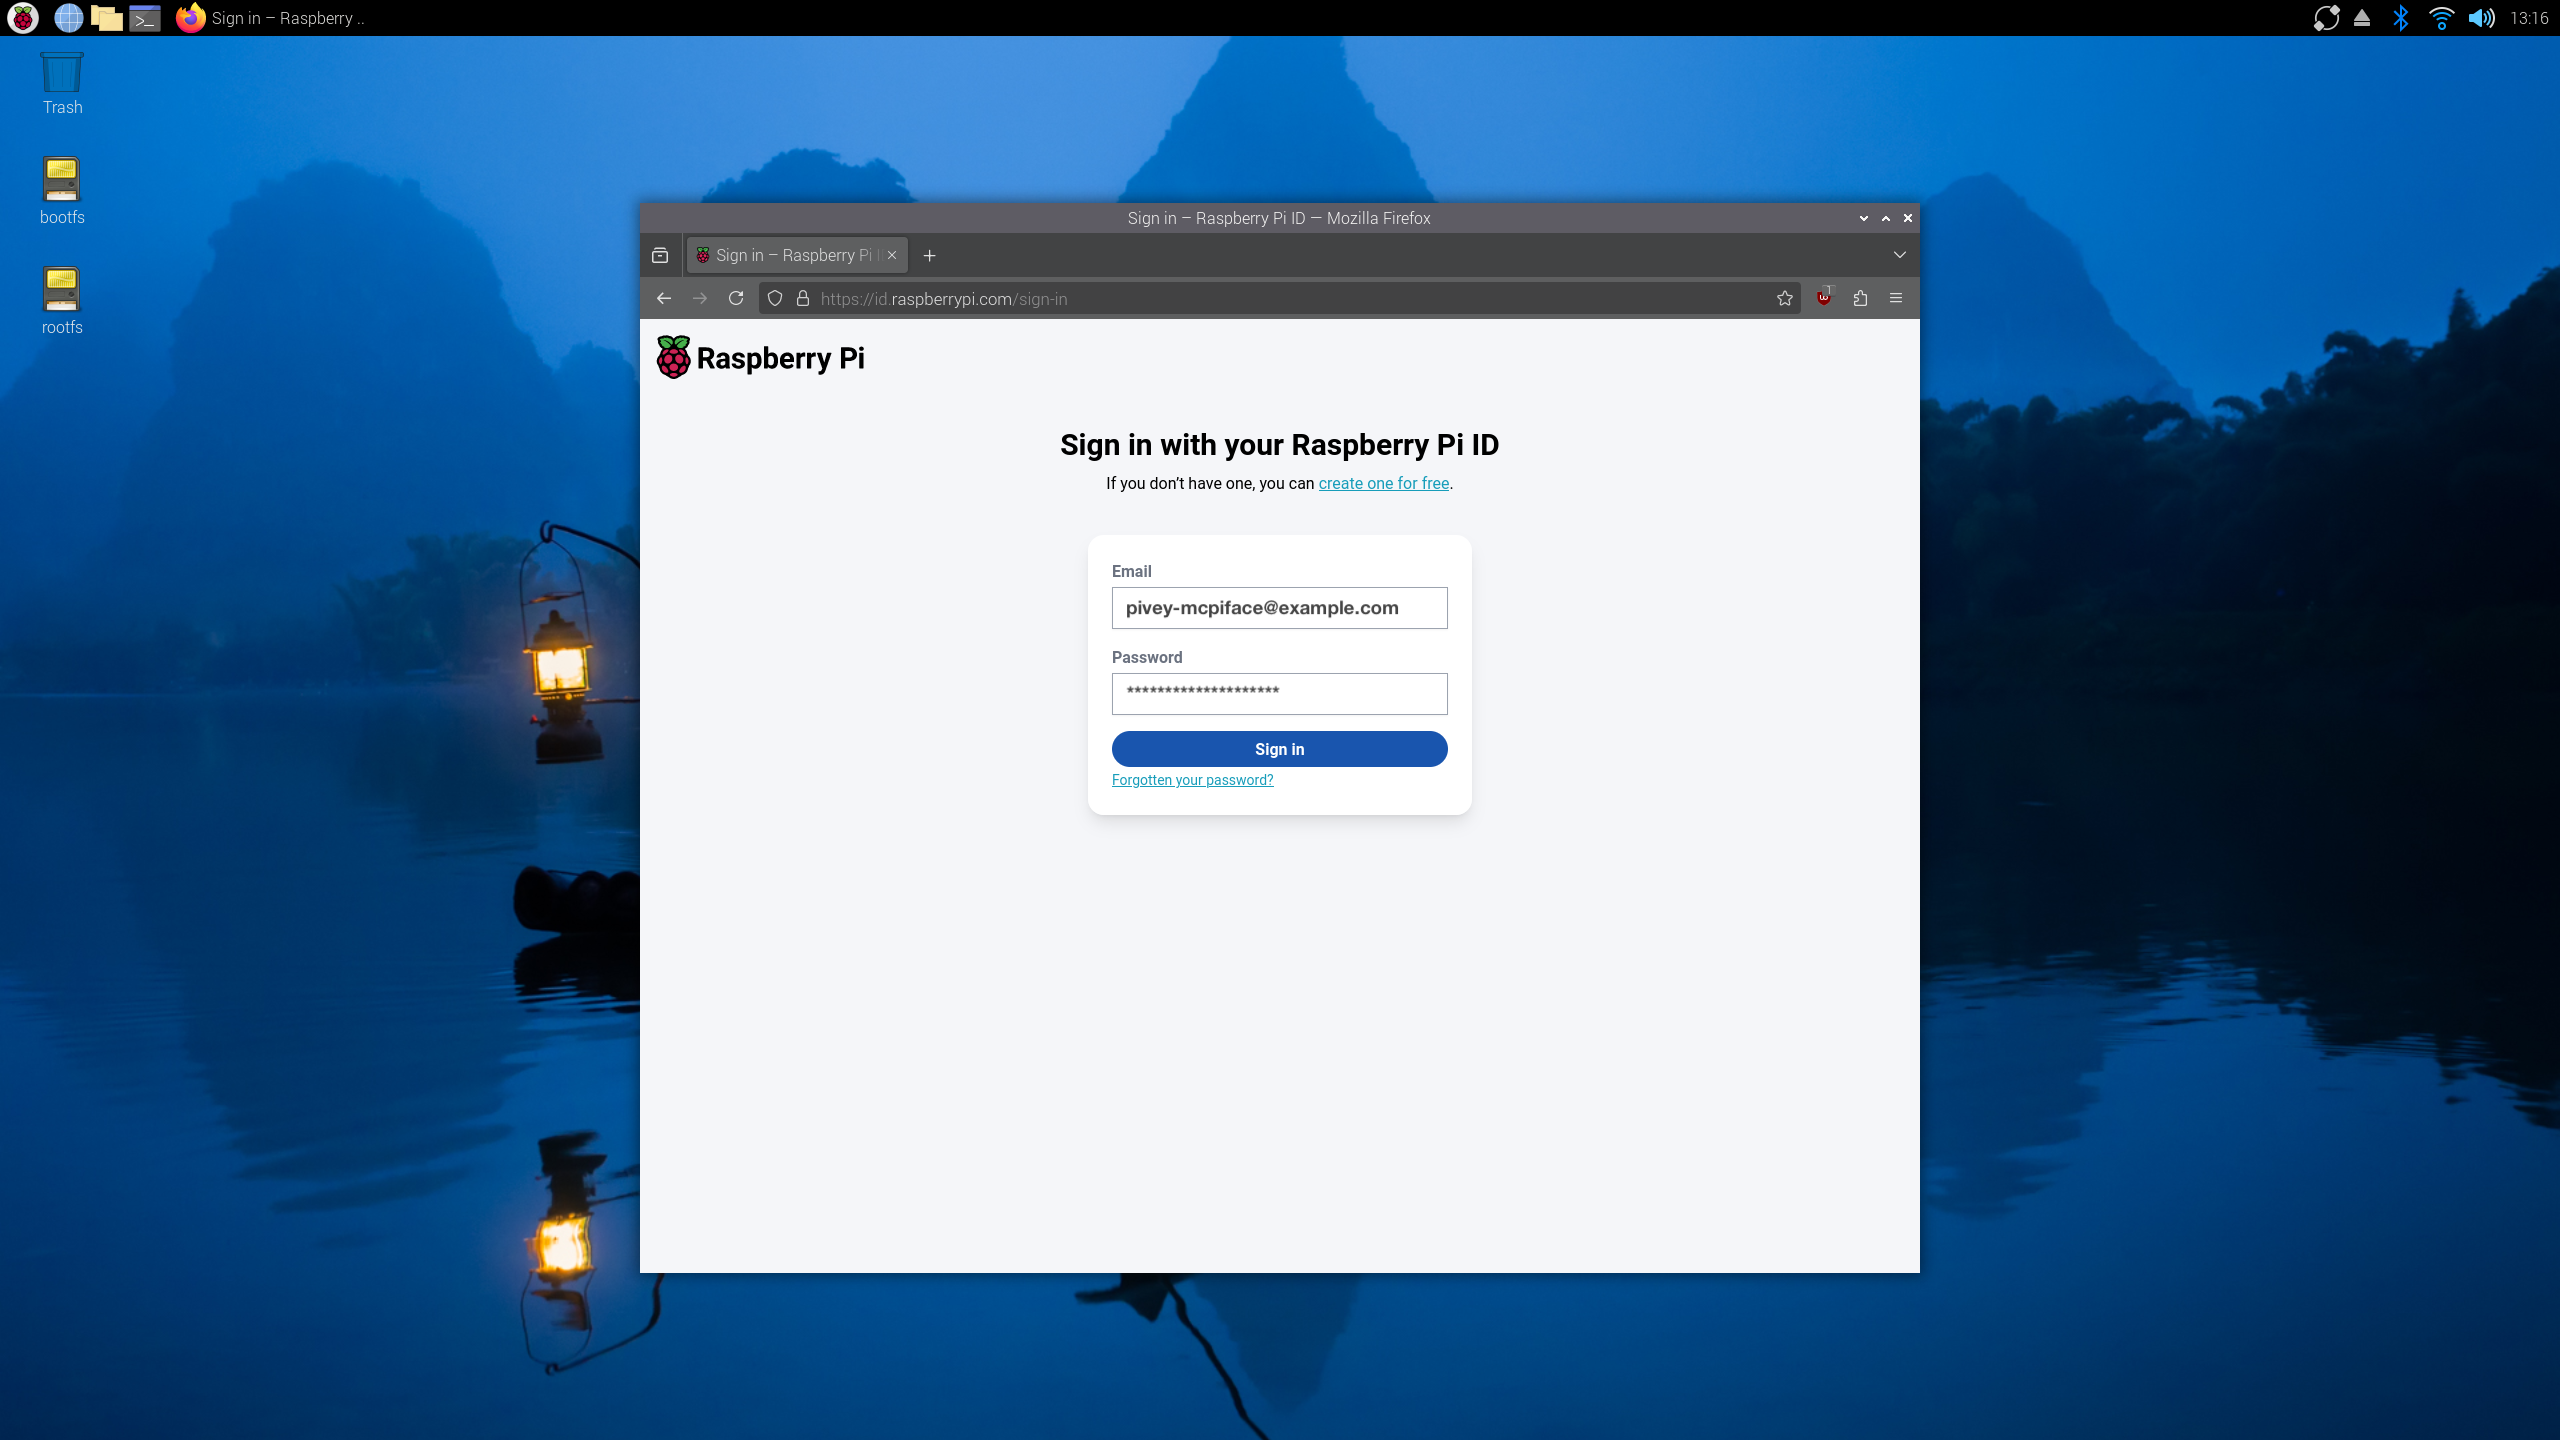 Sign in – Raspberry ..
13:16
Trash
bootfs
rootfs
Sign in – Raspberry Pi ID — Mozilla Firefox
Sign in – Raspberry Pi I
https://id.raspberrypi.com/sign-in
1
Raspberry Pi
Sign in with your Raspberry Pi ID
If you don’t have one, you can create one for free.
Email
pivey-mcpiface@example.com
Password
********************
Sign in
Forgotten your password?